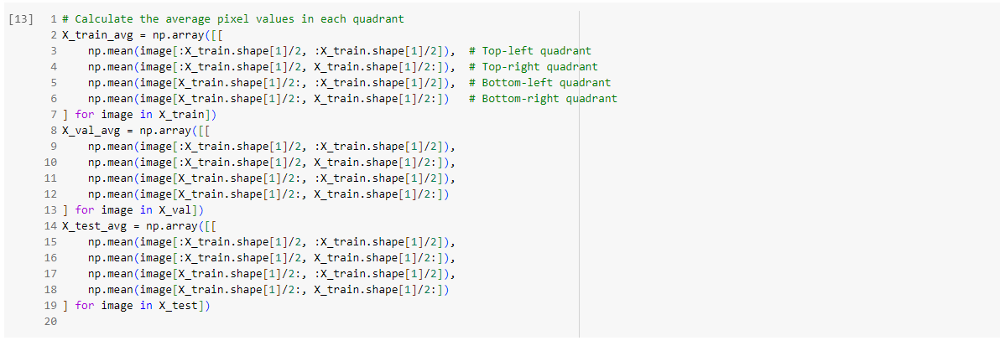 [13] 1 # Calculate the average pixel values in each quadrant
2 X_train_avg = np.array([[
3     np.mean(image[:X_train.shape[1]/2, :X_train.shape[1]/2]),  # Top-left quadrant
4     np.mean(image[:X_train.shape[1]/2, X_train.shape[1]/2:]),  # Top-right quadrant
5     np.mean(image[X_train.shape[1]/2:, :X_train.shape[1]/2]),  # Bottom-left quadrant
6     np.mean(image[X_train.shape[1]/2:, X_train.shape[1]/2:])   # Bottom-right quadrant
7 ] for image in X_train])
8 X_val_avg = np.array([[
9     np.mean(image[:X_train.shape[1]/2, :X_train.shape[1]/2]),
10     np.mean(image[:X_train.shape[1]/2, X_train.shape[1]/2:]),
11     np.mean(image[X_train.shape[1]/2:, :X_train.shape[1]/2]),
12     np.mean(image[X_train.shape[1]/2:, X_train.shape[1]/2:])
13 ] for image in X_val])
14 X_test_avg = np.array([[
15     np.mean(image[:X_train.shape[1]/2, :X_train.shape[1]/2]),
16     np.mean(image[:X_train.shape[1]/2, X_train.shape[1]/2:]),
17     np.mean(image[X_train.shape[1]/2:, :X_train.shape[1]/2]),
18     np.mean(image[X_train.shape[1]/2:, X_train.shape[1]/2:])
19 ] for image in X_test])
20